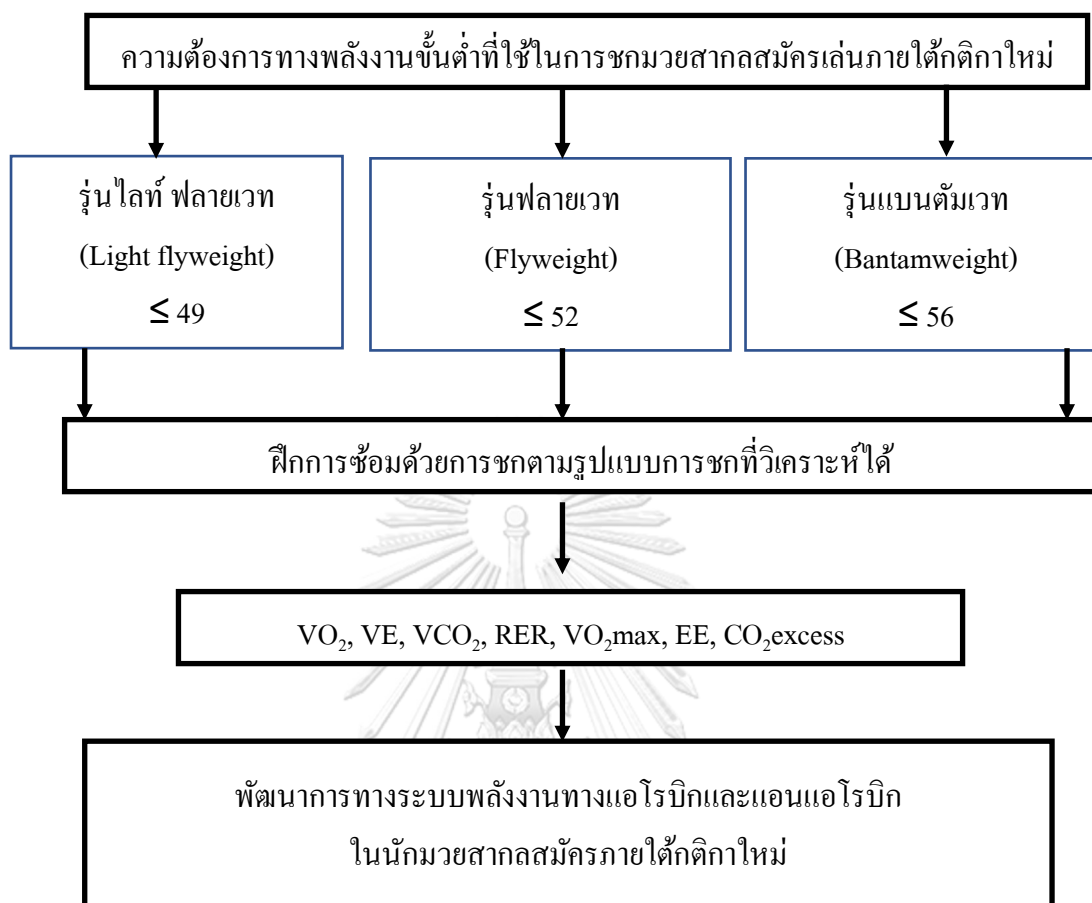 ความต้องการทางพลังงานขั้นต่ำที่ใช้ในการชกมวยสากลสมัครเล่นภายใต้กติกาใหม่
รุ่นไลท์ ฟลายเวท
(Light flyweight)
≤ 49
รุ่นฟลายเวท
(Flyweight)
≤ 52
รุ่นแบนตัมเวท
(Bantamweight)
≤ 56
ฝึกการซ้อมด้วยการชกตามรูปแบบการชกที่วิเคราะห์ได้
VO₂, VE, VCO₂, RER, VO₂max, EE, CO₂excess
พัฒนาการทางระบบพลังงานทางแอโรบิกและแอนแอโรบิก
ในนักมวยสากลสมัครภายใต้กติกาใหม่